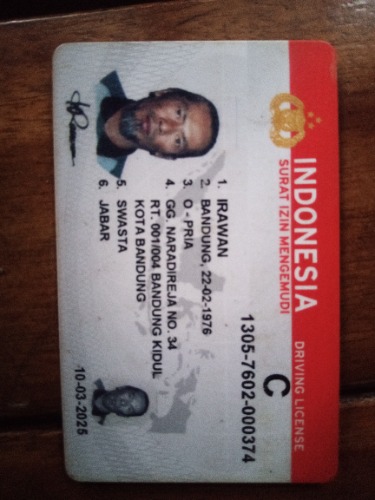 INDONESIA
SURAT IZIN MENGEMUDI
DRIVING LICENSE
C
1305-7602-000374
1. IRAWAN
2. BANDUNG, 22-02-1976
3. O - PRIA
4. GG. NARADIREJA NO. 34
RT. 001/004 BANDUNG KIDUL
KOTA BANDUNG
5. SWASTA
6. JABAR
10-03-2025